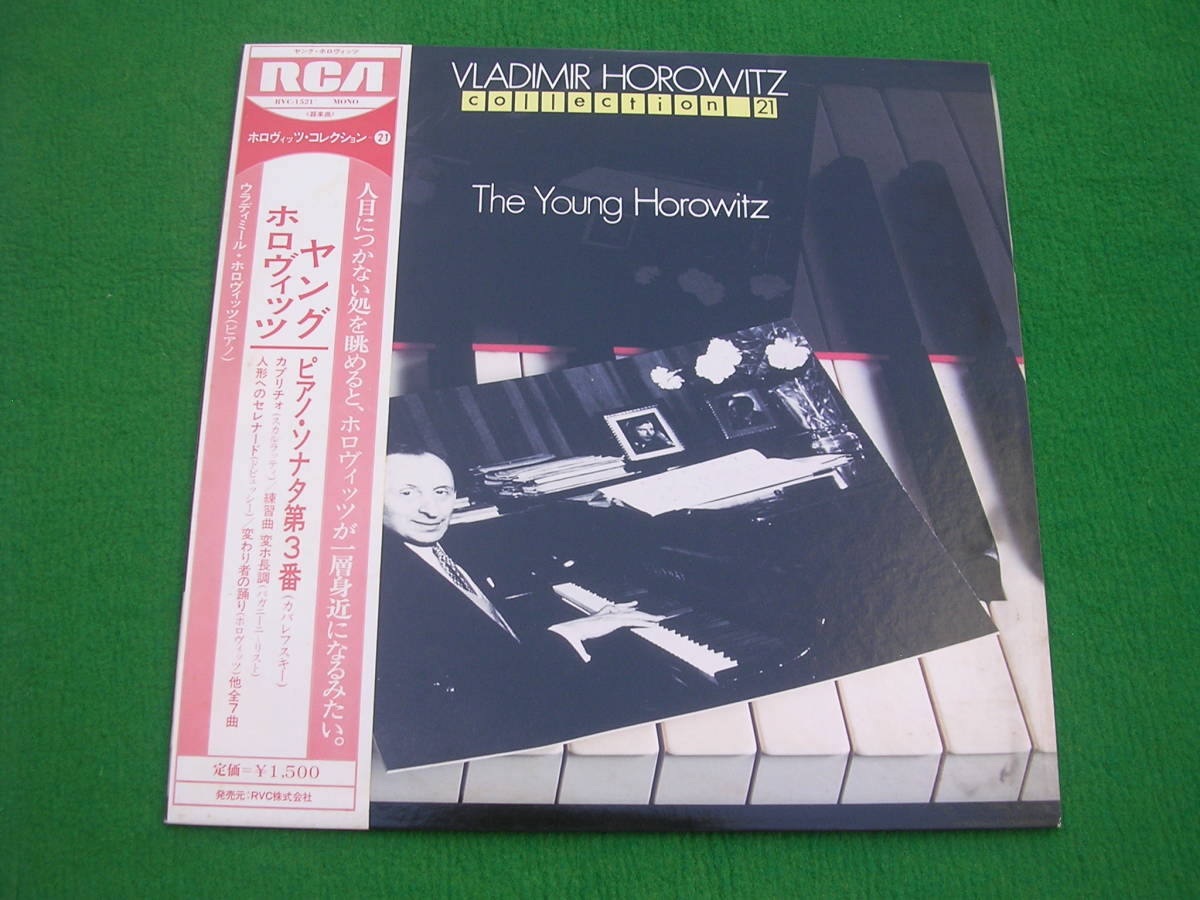 ヤング・ホロヴィッツ
RCA
RVC-1521 MONO
(器楽曲)
ホロヴィッツ・コレクション-21
人目につかない処を眺めると、ホロヴィッツが一層身近になるみたい。
ヤング
ホロヴィッツ
ピアノ・ソナタ第3番(カバレフスキー)
カプリチオ(スカルラッティ)/練習曲 変ホ長調(パガニーニ〜リスト)
人形へのセレナード(ドビュッシー)/変わり者の踊り(ホロヴィッツ)他全7曲
ウラディミール・ホロヴィッツ(ピアノ)
定価=¥1,500
発売元:RVC株式会社
VLADIMIR HOROWITZ
collection 21
The Young Horowitz